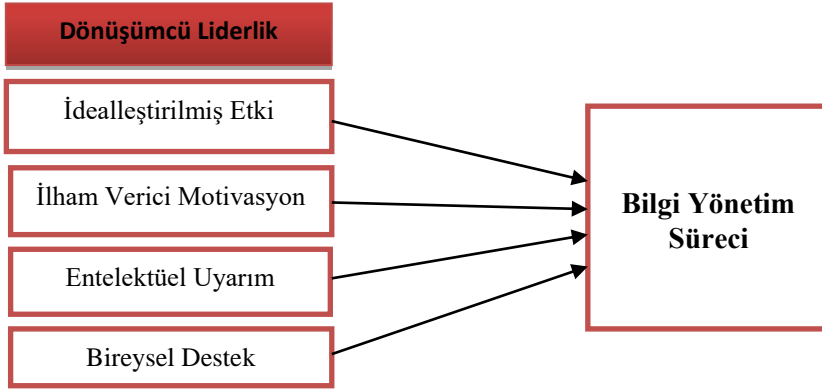 Dönüşümcü Liderlik
İdealleştirilmiş Etki
İlham Verici Motivasyon
Entelektüel Uyarım
Bireysel Destek
Bilgi Yönetim
Süreci